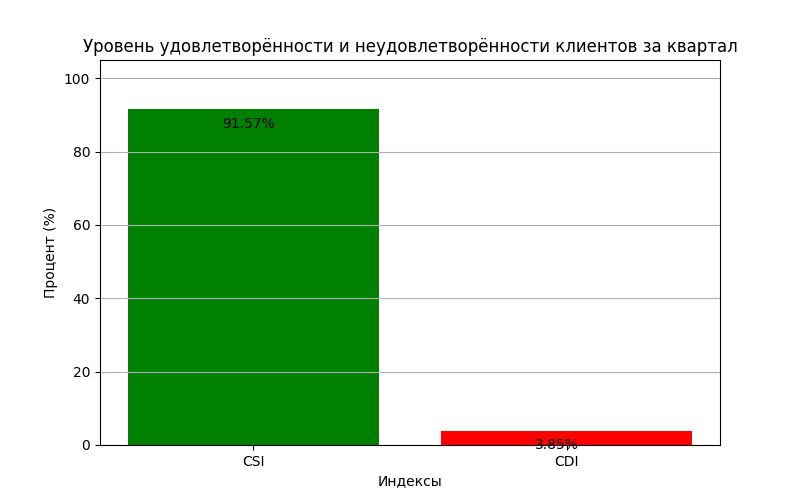 Уровень удовлетворённости и неудовлетворённости клиентов за квартал
Процент (%)
100
80
60
40
20
0
91.57%
3.85%
CSI
CDI
Индексы